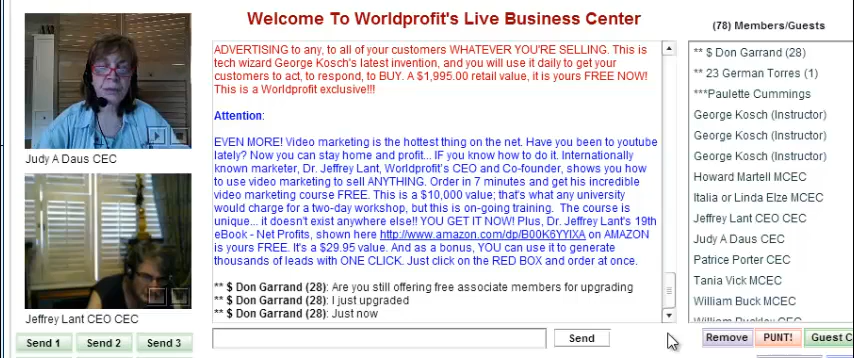 Welcome To Worldprofit's Live Business Center
(78) Members/Guests
ADVERTISING to any, to all of your customers WHATEVER YOU'RE SELLING. This is
tech wizard George Kosch's latest invention, and you will use it daily to get your
customers to act, to respond, to BUY. A $1,995.00 retail value, it is yours FREE NOW!
This is a Worldprofit exclusive!!!
Attention:
EVEN MORE! Video marketing is the hottest thing on the net. Have you been to youtube
lately? Now you can stay home and profit... IF you know how to do it. Internationally
known marketer, Dr. Jeffrey Lant, Worldprofit's CEO and Co-founder, shows you how
to use video marketing to sell ANYTHING. Order in 7 minutes and get his incredible
video marketing course FREE. This is a $10,000 value; that's what any university
would charge for a two-day workshop, but this is on-going training. The course is
unique... it doesn't exist anywhere else!! YOU GET IT NOW! Plus, Dr. Jeffrey Lant's 19th
eBook - Net Profits, shown here http://www.amazon.com/dp/B00K6YYIXA on AMAZON
is yours FREE. It's a $29.95 value. And as a bonus, YOU can use it to generate
thousands of leads with ONE CLICK. Just click on the RED BOX and order at once.
** $ Don Garrand (28): Are you still offering free associate members for upgrading
** $ Don Garrand (28): I just upgraded
** $ Don Garrand (28): Just now
Send
Judy A Daus CEC
Jeffrey Lant CEO CEC
Send 1
Send 2
Send 3
** $ Don Garrand (28)
** 23 German Torres (1)
***Paulette Cummings
George Kosch (Instructor)
George Kosch (Instructor)
George Kosch (Instructor)
Howard Martell MCEC
Italia or Linda Elze MCEC
Jeffrey Lant CEO CEC
Judy A Daus CEC
Patrice Porter CEC
Tania Vick MCEC
William Buck MCEC
William Buckley CEC
Remove
PUNT!
Guest C